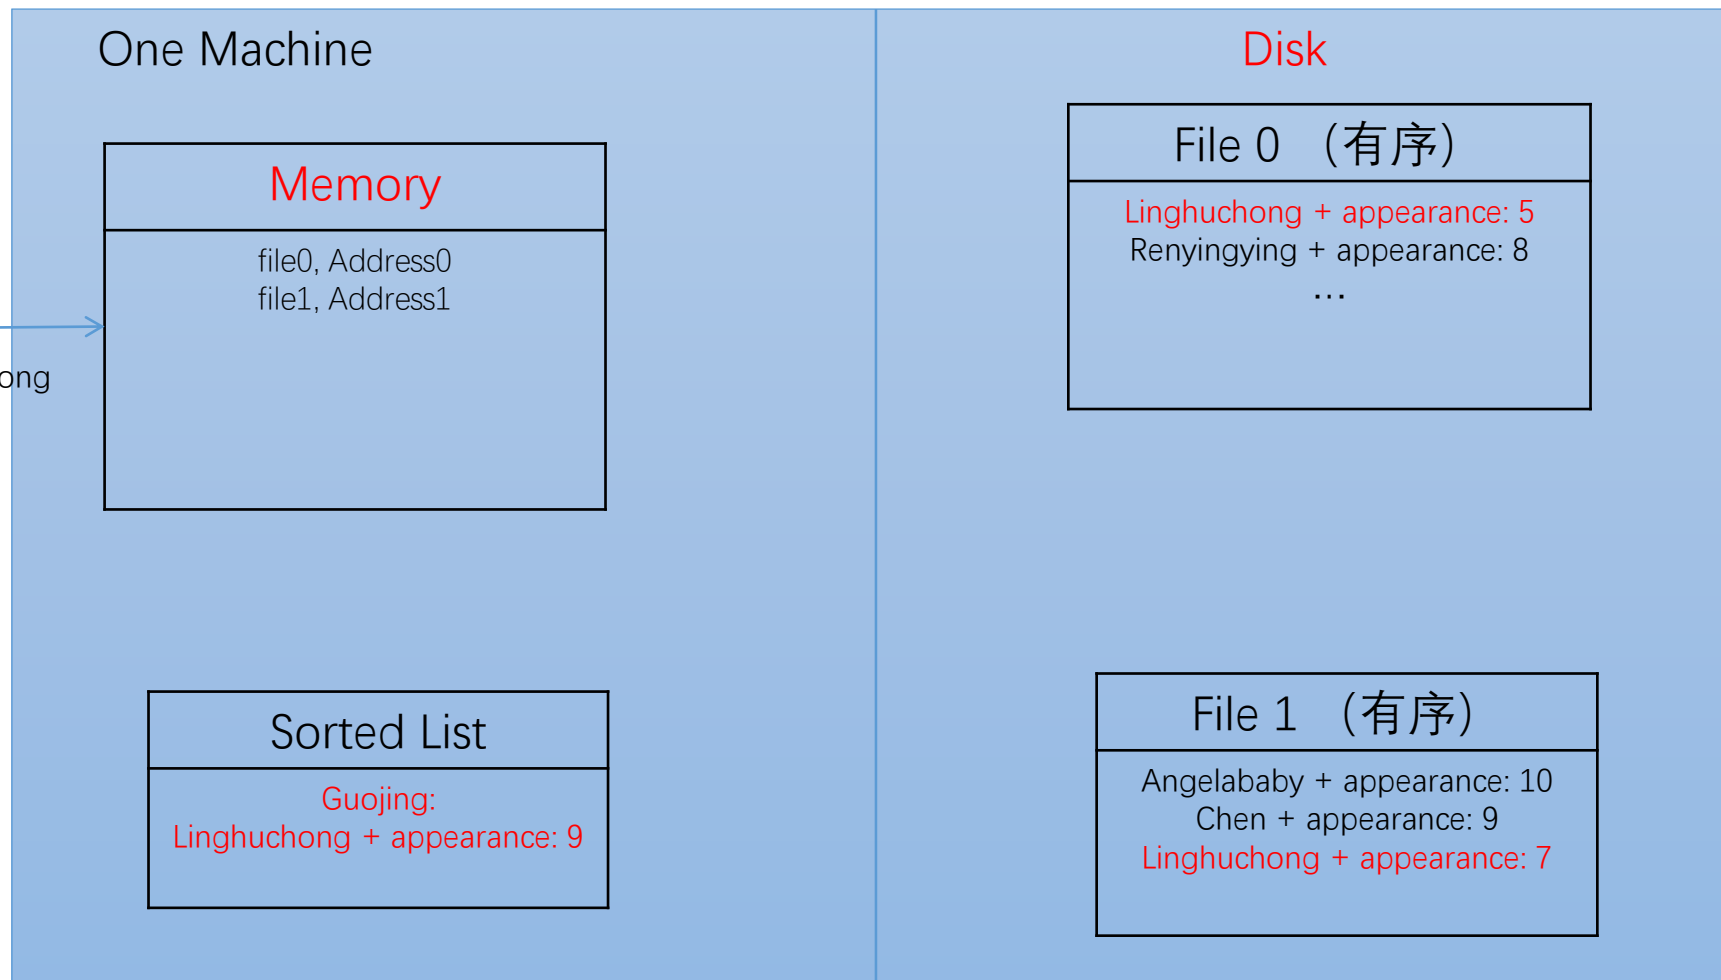 One Machine
Disk
Memory
file0, Address0
file1, Address1
ong
File 0 （有序）
Linghuchong + appearance: 5
Renyingying + appearance: 8
...
Sorted List
Guojing:
Linghuchong + appearance: 9
File 1 （有序）
Angelababy + appearance: 10
Chen + appearance: 9
Linghuchong + appearance: 7